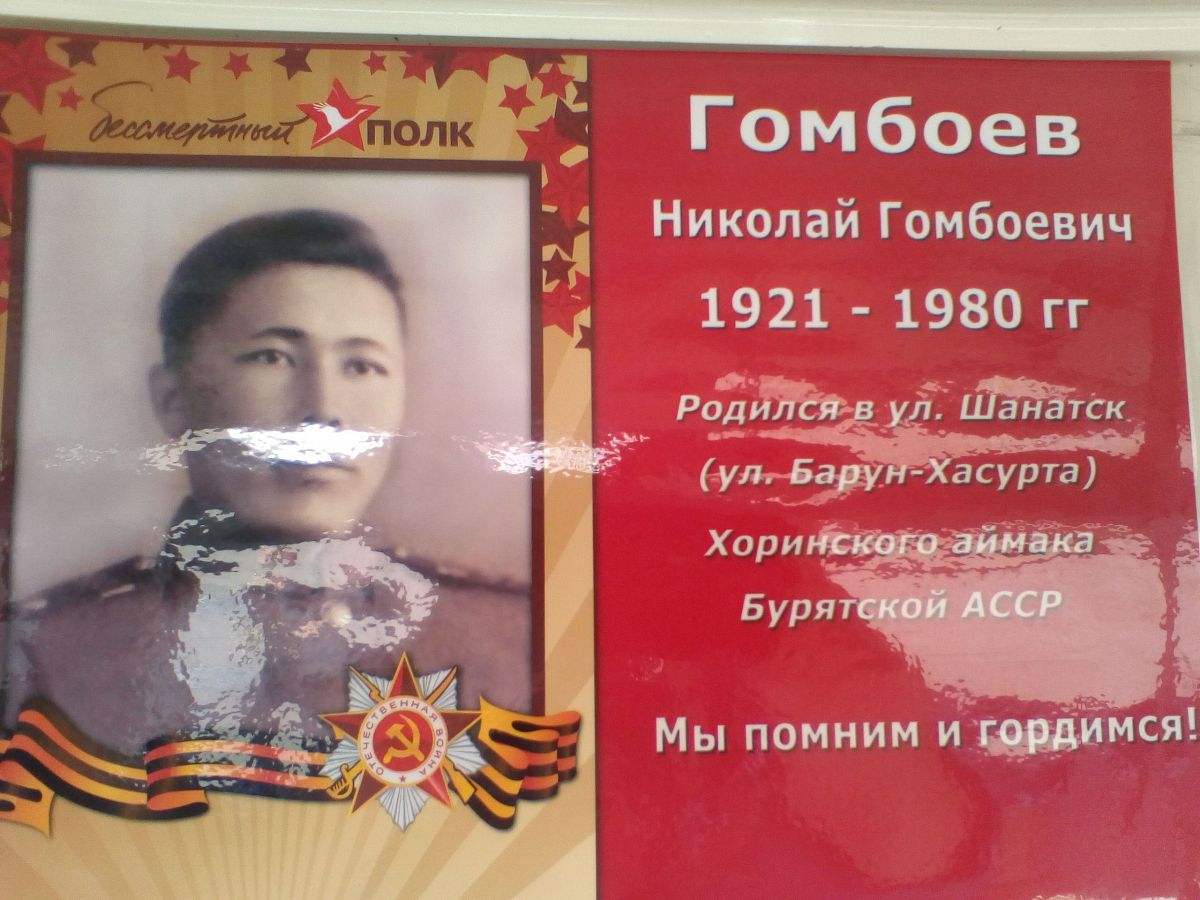 бессмертный ПОЛК
Гомбоев
Николай Гомбоевич
1921 - 1980 гг
Родился в ул. Шанатск
(ул. Барун-Хасурта)
Хоринского аймака
Бурятской АССР
ОТЕЧЕСТВЕННАЯ ВОЙНА
Мы помним и гордимся!